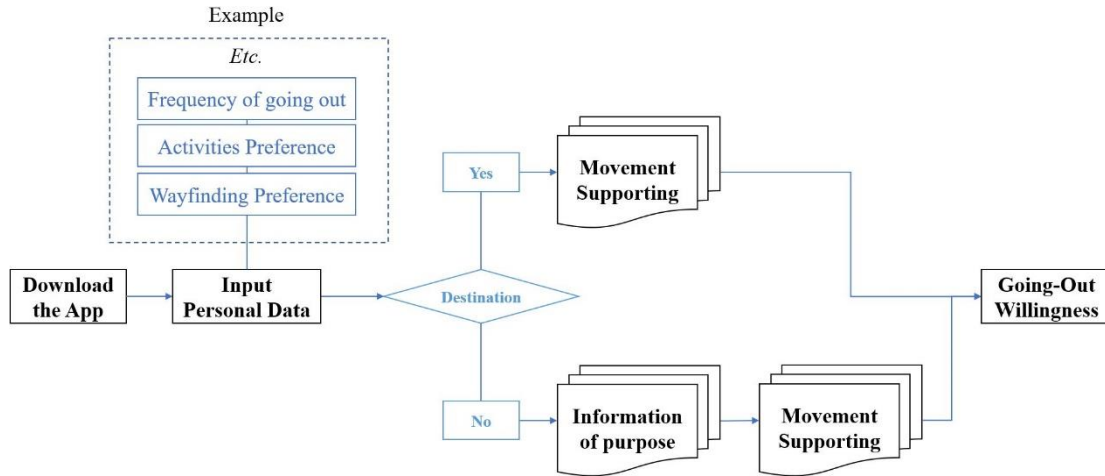 Example
Etc.
Frequency of going out
Activities Preference
Wayfinding Preference
Yes
Movement
Supporting
Download
the App
Input
Personal Data
Destination
Going-Out
Willingness
No
Information
of purpose
Movement
Supporting